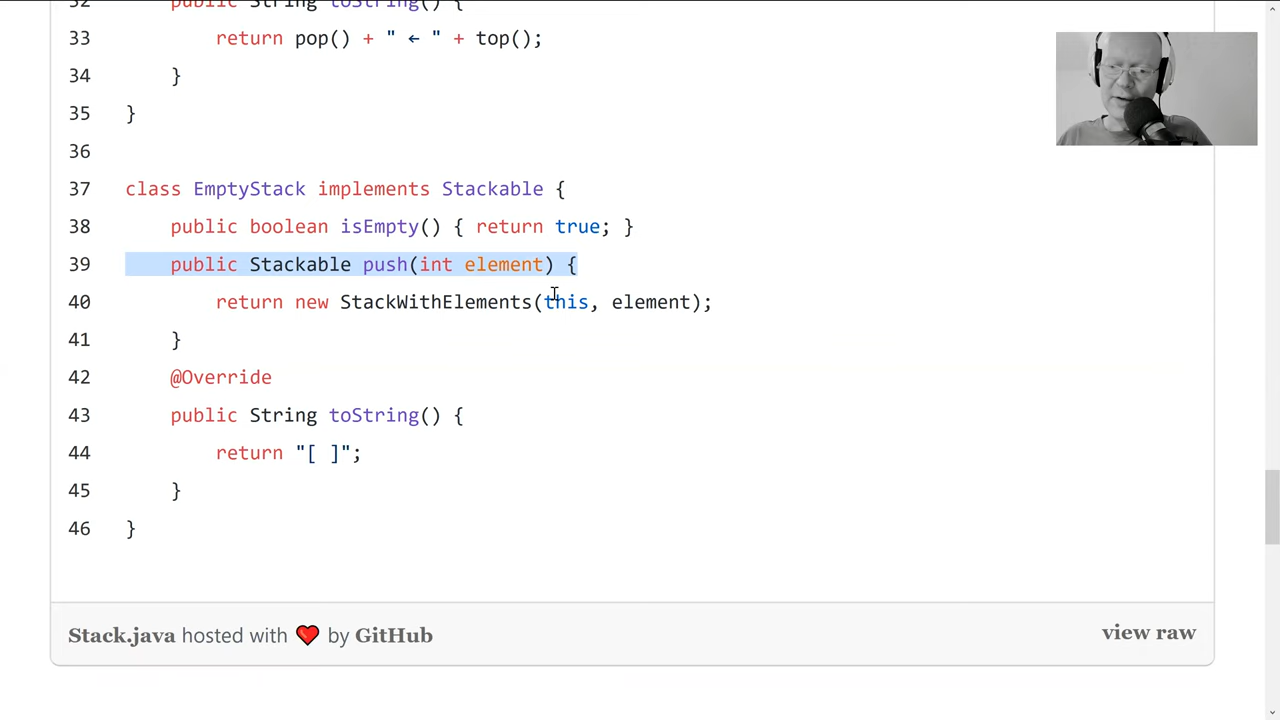 32 public String toString() {
33 return pop() + " ← " + top();
34 }
35 }
36
37 class EmptyStack implements Stackable {
38 public boolean isEmpty() { return true; }
39 public Stackable push(int element) {
40 return new StackWithElements(this, element);
41 }
42 @Override
43 public String toString() {
44 return "[ ]";
45 }
46 }
Stack.java hosted with ❤ by GitHub view raw